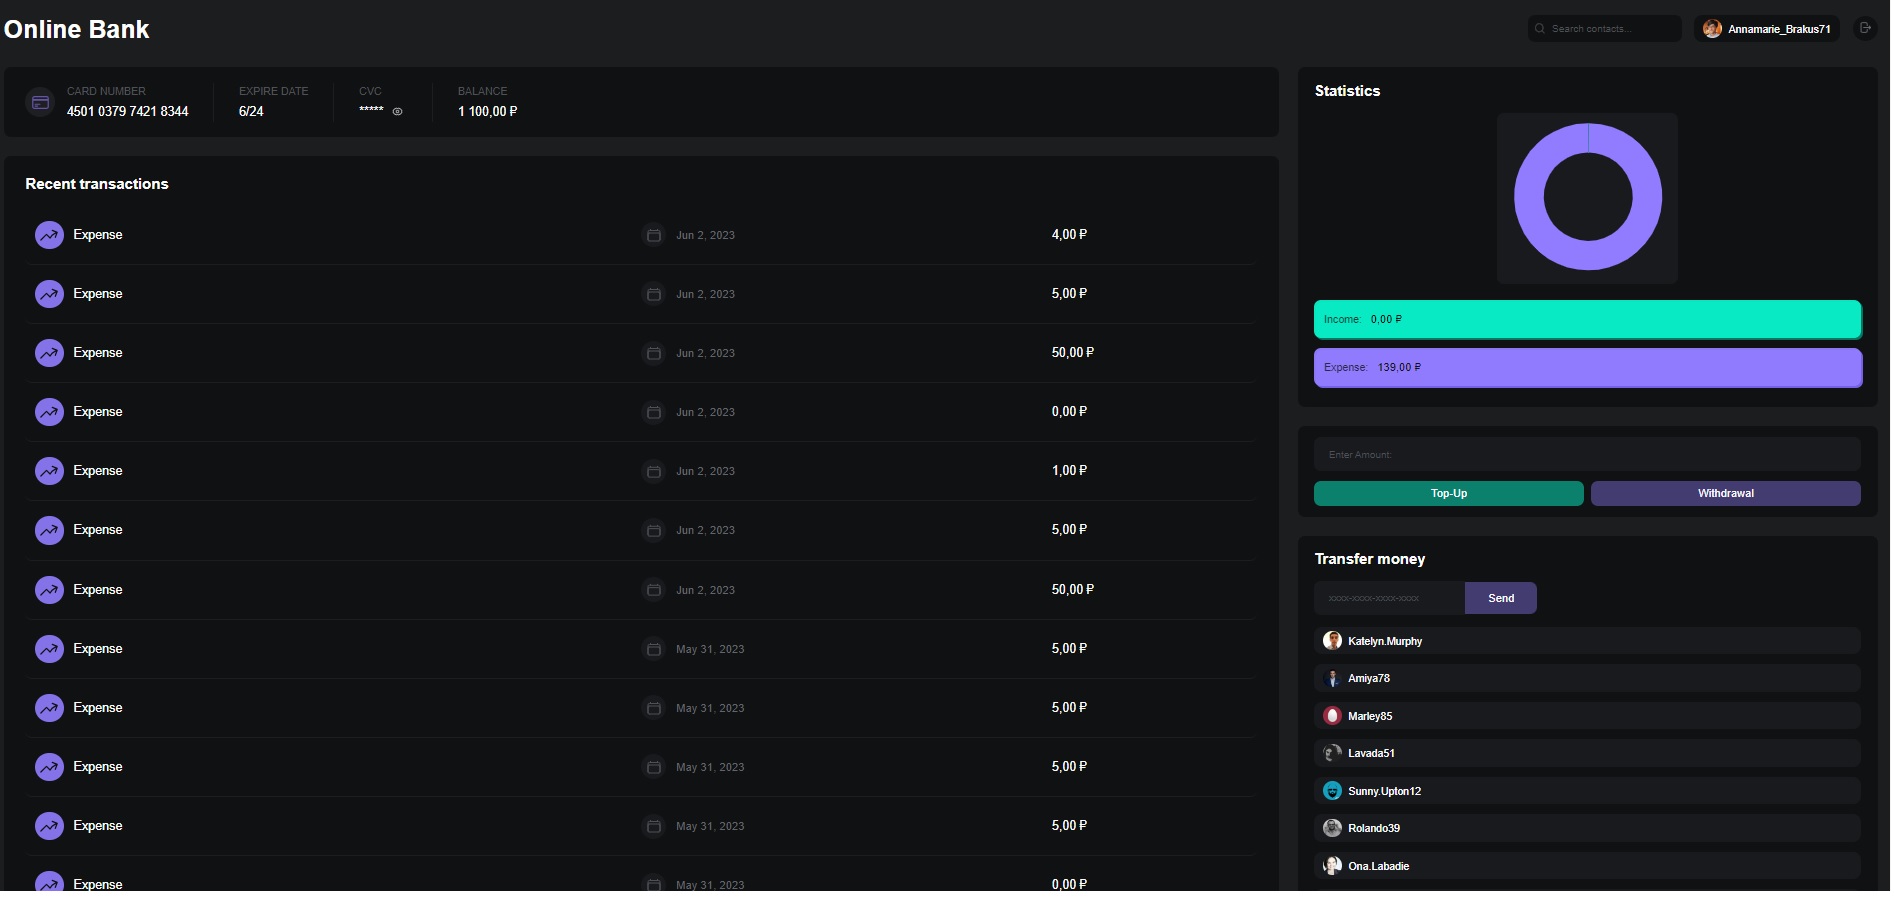 Online Bank
Search contacts...
Annamarie_Brakus71
CARD NUMBER
4501 0379 7421 8344
EXPIRE DATE
6/24
CVC
*****
BALANCE
1 100,00 ₽
Recent transactions
Expense Jun 2, 2023 4,00 ₽
Expense Jun 2, 2023 5,00 ₽
Expense Jun 2, 2023 50,00 ₽
Expense Jun 2, 2023 0,00 ₽
Expense Jun 2, 2023 1,00 ₽
Expense Jun 2, 2023 5,00 ₽
Expense Jun 2, 2023 50,00 ₽
Expense May 31, 2023 5,00 ₽
Expense May 31, 2023 5,00 ₽
Expense May 31, 2023 5,00 ₽
Expense May 31, 2023 5,00 ₽
Expense May 31, 2023 0,00 ₽
Statistics
Income: 0,00 ₽
Expense: 139,00 ₽
Enter Amount:
Top-Up
Withdrawal
Transfer money
xxxx-xxxx-xxxx-xxxx
Send
Katelyn.Murphy
Amiya78
Marley85
Lavada51
Sunny.Upton12
Rolando39
Ona.Labadie